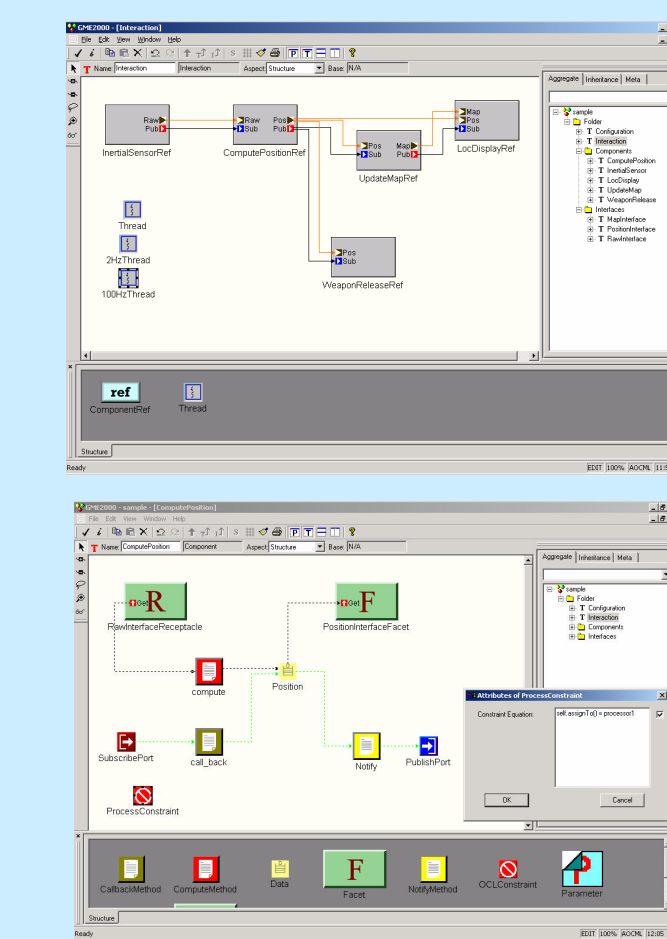 GME2000 - [Interaction]
File Edit View Window Help
Name: Interaction Interaction Aspect: Structure Base: N/A
Aggregate Inheritance Meta
sample
Folder
T Configuration
T Interaction
Components
T ComputePosition
T InertialSensor
T LocDisplay
T UpdateMap
T WeaponRelease
Interfaces
T MapInterface
T PositionInterface
T RawInterface
Raw
Pub
InertialSensorRef
Raw Pos
Sub Pub
ComputePositionRef
Pos Map
Sub Pub
UpdateMapRef
Map
Pos
Sub
LocDisplayRef
Thread
2HzThread
100HzThread
Pos
Sub
WeaponReleaseRef
ref
ComponentRef
Thread
Structure
Ready
EDIT 100% AOCML
GME2000 - sample - [ComputePosition]
File Edit View Window Help
Name: ComputePosition Component Aspect: Structure Base: N/A
Aggregate Inheritance Meta
sample
Folder
T Configuration
T Interaction
Components
Interfaces
Get R
RawInterfaceReceptacle
Get F
PositionInterfaceFacet
compute
Position
SubscribePort
call_back
Notify
PublishPort
ProcessConstraint
Attributes of ProcessConstraint
Constraint Equation:
self.assignTo() = processor1
OK
Cancel
CallbackMethod
ComputeMethod
Data
F
Facet
NotifyMethod
OCLConstraint
P
Parameter
Structure
Ready
EDIT 100% AOCML 12:05